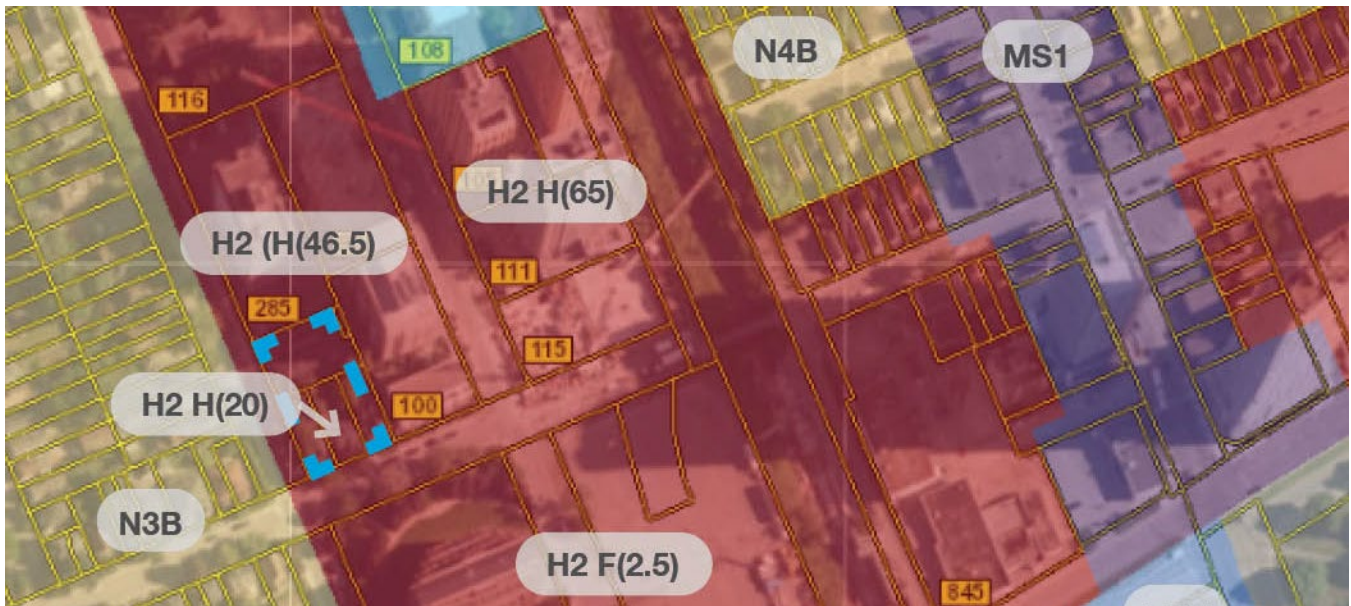 108
N4B
MS1
116
H2 H(65)
H2 (H(46.5)
111
285
115
H2 H(20)
100
N3B
H2 F(2.5)
845